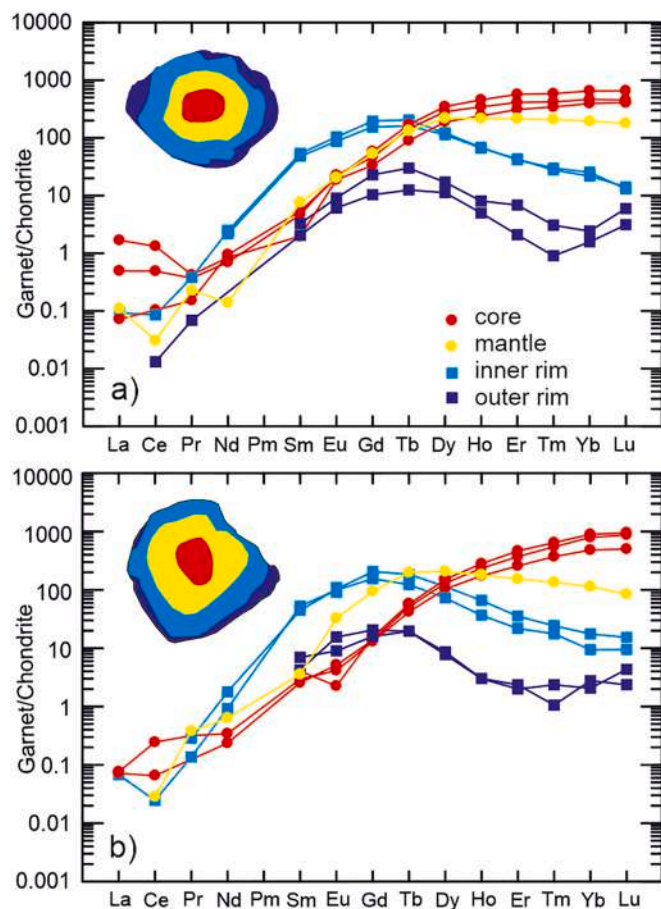 10000
1000
100
10
1
0.1
0.01
0.001
Garnet/Chondrite
core
mantle
inner rim
outer rim
a)
La Ce Pr Nd Pm Sm Eu Gd Tb Dy Ho Er Tm Yb Lu
10000
1000
100
10
1
0.1
0.01
0.001
Garnet/Chondrite
b)
La Ce Pr Nd Pm Sm Eu Gd Tb Dy Ho Er Tm Yb Lu